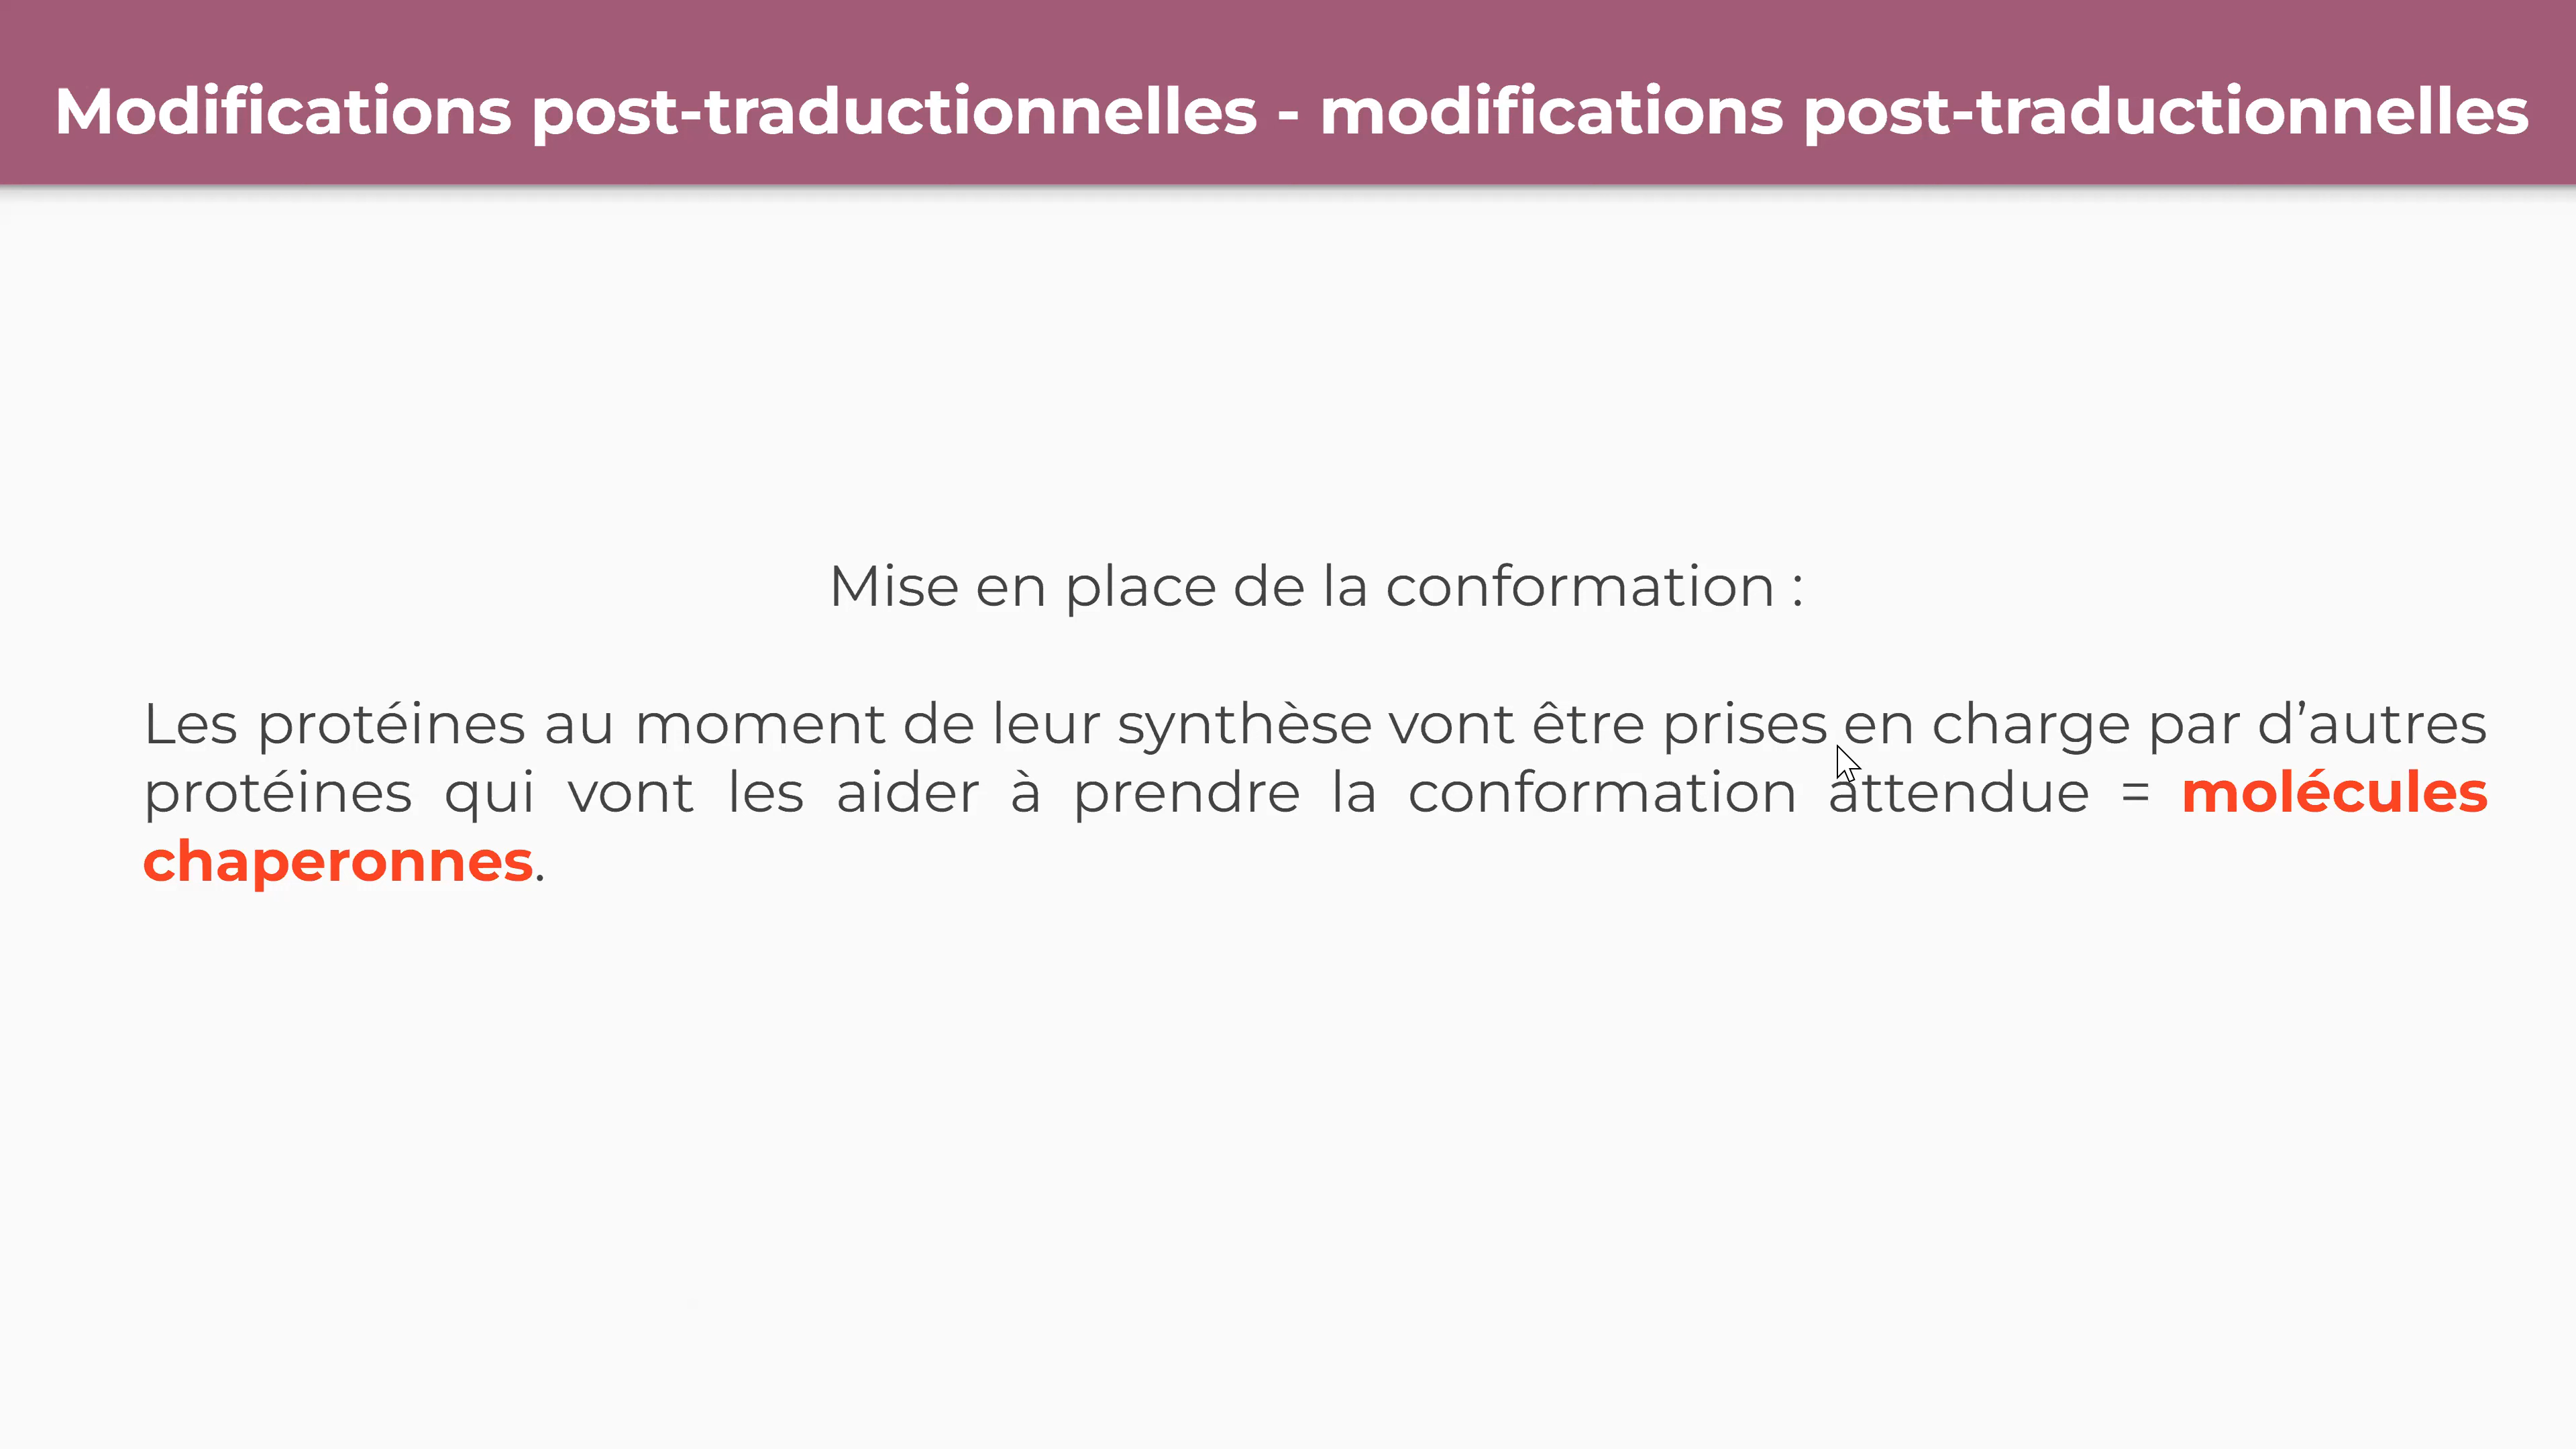 Modifications post-traductionnelles - modifications post-traductionnelles
Mise en place de la conformation :
Les protéines au moment de leur synthèse vont être prises en charge par d’autres
protéines qui vont les aider à prendre la conformation attendue = molécules
chaperonnes.